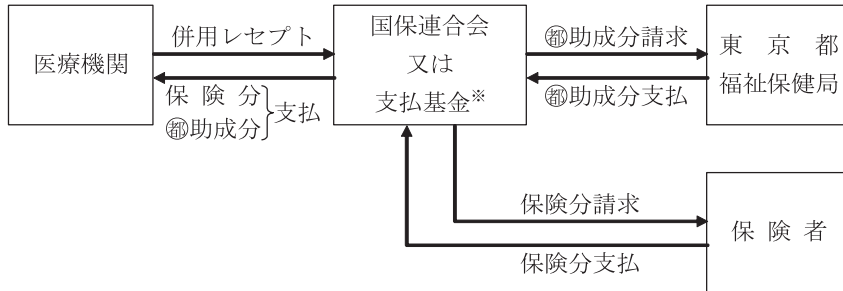 医療機関
併用レセプト
保険分
㊩助成分
支払
国保連合会
又は
支払基金※
都助成分請求
都助成分支払
東京都
福祉保健局
保険分請求
保険分支払
保険者